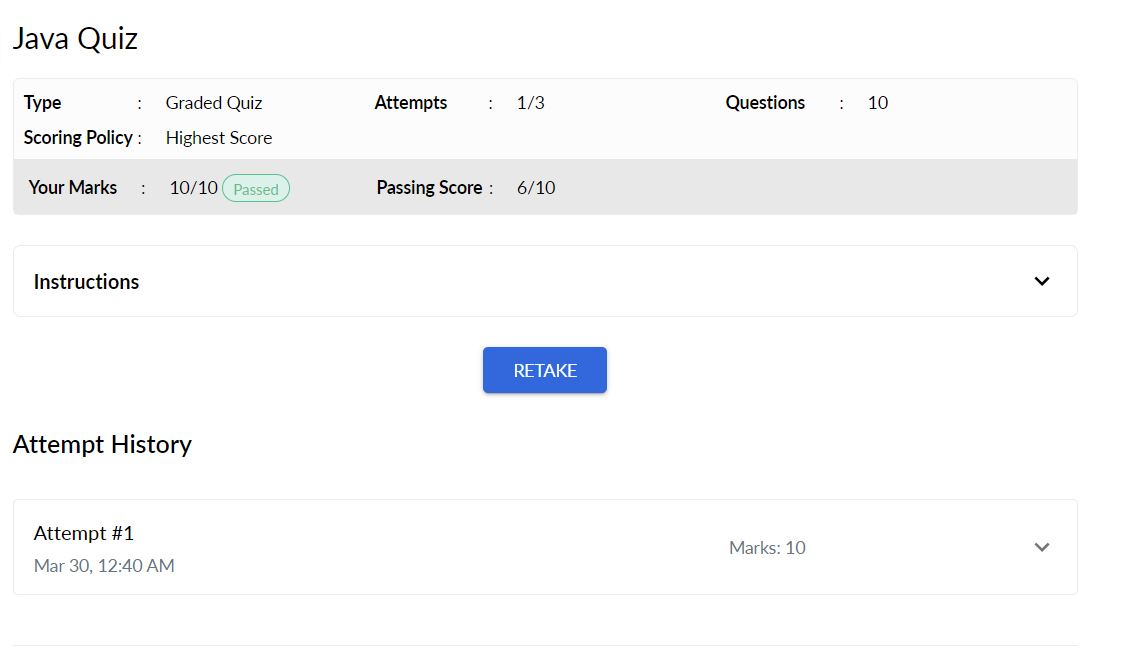 Java Quiz
Type : Graded Quiz Attempts : 1/3 Questions : 10
Scoring Policy : Highest Score
Your Marks : 10/10 Passed Passing Score : 6/10
Instructions
RETAKE
Attempt History
Attempt #1
Mar 30, 12:40 AM
Marks: 10